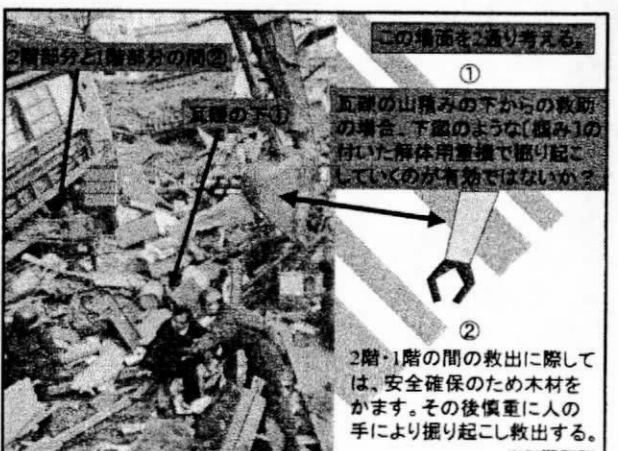 2階部分と1階部分の間②
瓦礫の下①
この場面を2通り考える。
①
瓦礫の山積みの下からの救助
の場合、下図のような「掴み」の
付いた解体用重機で掘り起こ
していくのが有効ではないか?
②
2階・1階の間の救出に際して
は、安全確保のため木材を
かます。その後慎重に人の
手により掘り起こし救出する。